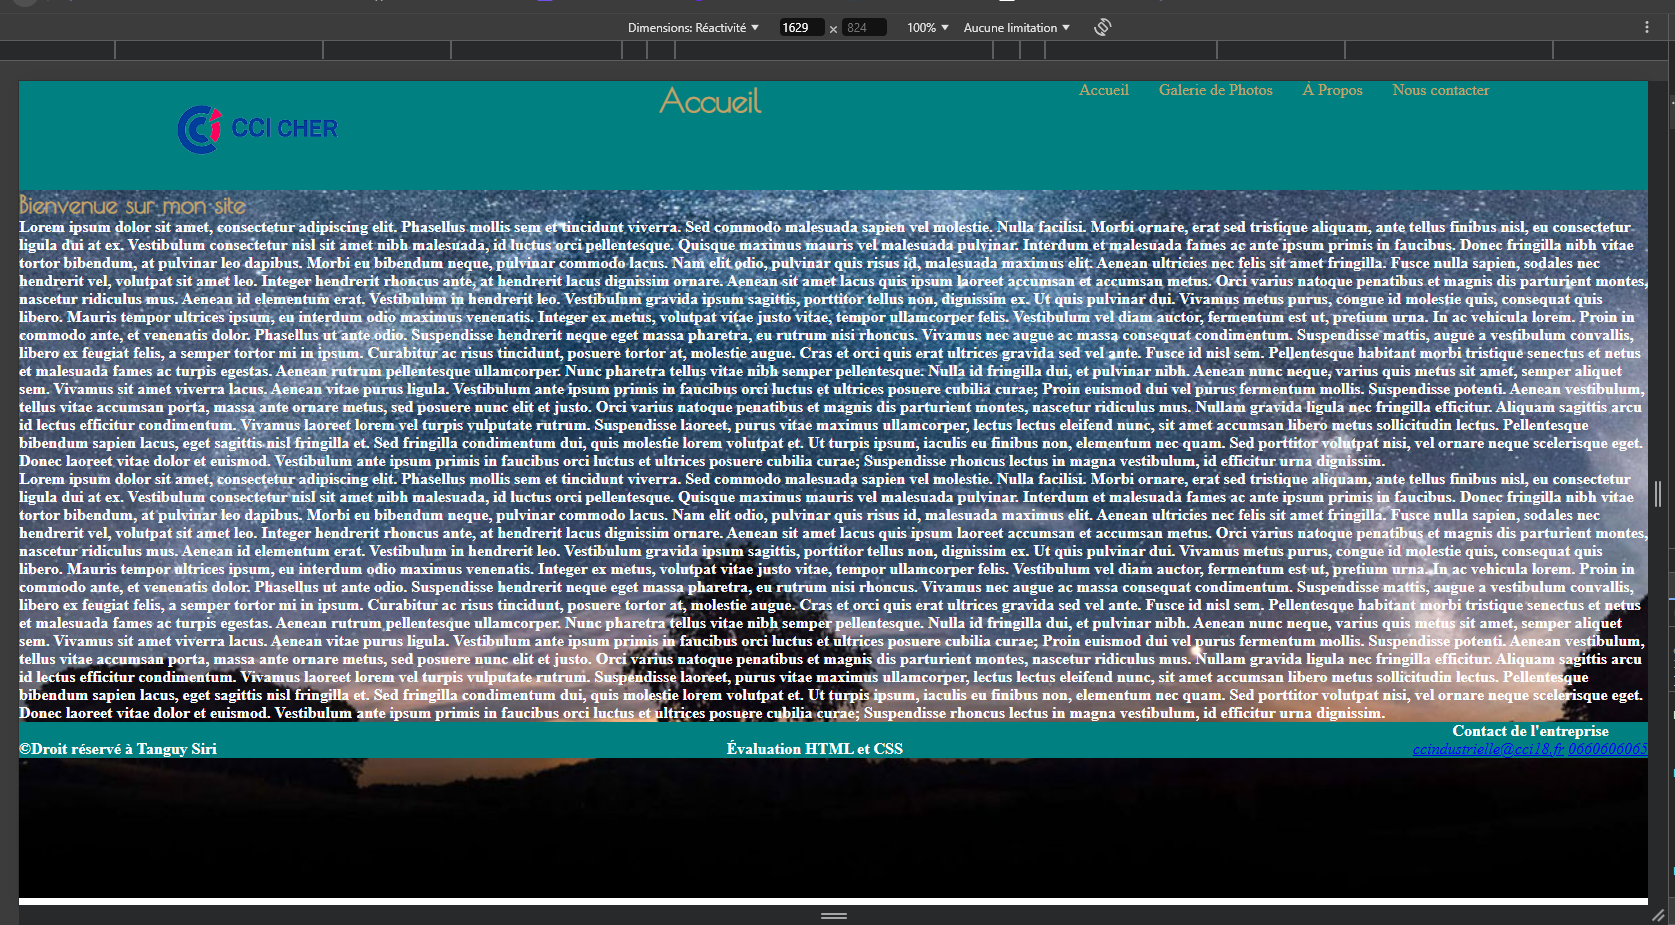 Dimensions: Réactivité 1629 × 824 100% Aucune limitation
CCI CHER
Accueil
Accueil Galerie de Photos À Propos Nous contacter
Bienvenue sur mon site
Lorem ipsum dolor sit amet, consectetur adipiscing elit. Phasellus mollis sem et tincidunt viverra. Sed commodo malesuada sapien vel molestie. Nulla facilisi. Morbi ornare, erat sed tristique aliquam, ante tellus finibus nisl, eu consectetur
ligula dui at ex. Vestibulum consectetur nisl sit amet nibh malesuada, id luctus orci pellentesque. Quisque maximus mauris vel malesuada pulvinar. Interdum et malesuada fames ac ante ipsum primis in faucibus. Donec fringilla nibh vitae
tortor bibendum, at pulvinar leo dapibus. Morbi eu bibendum neque, pulvinar commodo lacus. Nam elit odio, pulvinar quis risus id, malesuada maximus elit. Aenean ultricies nec felis sit amet fringilla. Fusce nulla sapien, sodales nec
hendrerit vel, volutpat sit amet leo. Integer hendrerit rhoncus ante, at hendrerit lacus dignissim ornare. Aenean sit amet lacus quis ipsum laoreet accumsan et accumsan metus. Orci varius natoque penatibus et magnis dis parturient montes,
nascetur ridiculus mus. Aenean id elementum erat. Vestibulum in hendrerit leo. Vestibulum gravida ipsum sagittis, porttitor tellus non, dignissim ex. Ut quis pulvinar dui. Vivamus metus purus, congue id molestie quis, consequat quis
libero. Mauris tempor ultrices ipsum, eu interdum odio maximus venenatis. Integer ex metus, volutpat vitae justo vitae, tempor ullamcorper felis. Vestibulum vel diam auctor, fermentum est ut, pretium urna. In ac vehicula lorem. Proin in
commodo ante, et venenatis dolor. Phasellus ut ante odio. Suspendisse hendrerit neque eget massa pharetra, eu rutrum nisi rhoncus. Vivamus nec augue ac massa consequat condimentum. Suspendisse mattis, augue a vestibulum convallis,
libero ex feugiat felis, a semper tortor mi in ipsum. Curabitur ac risus tincidunt, posuere tortor at, molestie augue. Cras et orci quis erat ultrices gravida sed vel ante. Fusce id nisl sem. Pellentesque habitant morbi tristique senectus et netus
et malesuada fames ac turpis egestas. Aenean rutrum pellentesque ullamcorper. Nunc pharetra tellus vitae nibh semper pellentesque. Nulla id fringilla dui, et pulvinar nibh. Aenean nunc neque, varius quis metus sit amet, semper aliquet
sem. Vivamus sit amet viverra lacus. Aenean vitae purus ligula. Vestibulum ante ipsum primis in faucibus orci luctus et ultrices posuere cubilia curae; Proin euismod dui vel purus fermentum mollis. Suspendisse potenti. Aenean vestibulum,
tellus vitae accumsan porta, massa ante ornare metus, sed posuere nunc elit et justo. Orci varius natoque penatibus et magnis dis parturient montes, nascetur ridiculus mus. Nullam gravida ligula nec fringilla efficitur. Aliquam sagittis arcu
id lectus efficitur condimentum. Vivamus laoreet lorem vel turpis vulputate rutrum. Suspendisse laoreet, purus vitae maximus ullamcorper, lectus lectus eleifend nunc, sit amet accumsan libero metus sollicitudin lectus. Pellentesque
bibendum sapien lacus, eget sagittis nisl fringilla et. Sed fringilla condimentum dui, quis molestie lorem volutpat et. Ut turpis ipsum, iaculis eu finibus non, elementum nec quam. Sed porttitor volutpat nisi, vel ornare neque scelerisque eget.
Donec laoreet vitae dolor et euismod. Vestibulum ante ipsum primis in faucibus orci luctus et ultrices posuere cubilia curae; Suspendisse rhoncus lectus in magna vestibulum, id efficitur urna dignissim.
Lorem ipsum dolor sit amet, consectetur adipiscing elit. Phasellus mollis sem et tincidunt viverra. Sed commodo malesuada sapien vel molestie. Nulla facilisi. Morbi ornare, erat sed tristique aliquam, ante tellus finibus nisl, eu consectetur
ligula dui at ex. Vestibulum consectetur nisl sit amet nibh malesuada, id luctus orci pellentesque. Quisque maximus mauris vel malesuada pulvinar. Interdum et malesuada fames ac ante ipsum primis in faucibus. Donec fringilla nibh vitae
tortor bibendum, at pulvinar leo dapibus. Morbi eu bibendum neque, pulvinar commodo lacus. Nam elit odio, pulvinar quis risus id, malesuada maximus elit. Aenean ultricies nec felis sit amet fringilla. Fusce nulla sapien, sodales nec
hendrerit vel, volutpat sit amet leo. Integer hendrerit rhoncus ante, at hendrerit lacus dignissim ornare. Aenean sit amet lacus quis ipsum laoreet accumsan et accumsan metus. Orci varius natoque penatibus et magnis dis parturient montes,
nascetur ridiculus mus. Aenean id elementum erat. Vestibulum in hendrerit leo. Vestibulum gravida ipsum sagittis, porttitor tellus non, dignissim ex. Ut quis pulvinar dui. Vivamus metus purus, congue id molestie quis, consequat quis
libero. Mauris tempor ultrices ipsum, eu interdum odio maximus venenatis. Integer ex metus, volutpat vitae justo vitae, tempor ullamcorper felis. Vestibulum vel diam auctor, fermentum est ut, pretium urna. In ac vehicula lorem. Proin in
commodo ante, et venenatis dolor. Phasellus ut ante odio. Suspendisse hendrerit neque eget massa pharetra, eu rutrum nisi rhoncus. Vivamus nec augue ac massa consequat condimentum. Suspendisse mattis, augue a vestibulum convallis,
libero ex feugiat felis, a semper tortor mi in ipsum. Curabitur ac risus tincidunt, posuere tortor at, molestie augue. Cras et orci quis erat ultrices gravida sed vel ante. Fusce id nisl sem. Pellentesque habitant morbi tristique senectus et netus
et malesuada fames ac turpis egestas. Aenean rutrum pellentesque ullamcorper. Nunc pharetra tellus vitae nibh semper pellentesque. Nulla id fringilla dui, et pulvinar nibh. Aenean nunc neque, varius quis metus sit amet, semper aliquet
sem. Vivamus sit amet viverra lacus. Aenean vitae purus ligula. Vestibulum ante ipsum primis in faucibus orci luctus et ultrices posuere cubilia curae; Proin euismod dui vel purus fermentum mollis. Suspendisse potenti. Aenean vestibulum,
tellus vitae accumsan porta, massa ante ornare metus, sed posuere nunc elit et justo. Orci varius natoque penatibus et magnis dis parturient montes, nascetur ridiculus mus. Nullam gravida ligula nec fringilla efficitur. Aliquam sagittis arcu
id lectus efficitur condimentum. Vivamus laoreet lorem vel turpis vulputate rutrum. Suspendisse laoreet, purus vitae maximus ullamcorper, lectus lectus eleifend nunc, sit amet accumsan libero metus sollicitudin lectus. Pellentesque
bibendum sapien lacus, eget sagittis nisl fringilla et. Sed fringilla condimentum dui, quis molestie lorem volutpat et. Ut turpis ipsum, iaculis eu finibus non, elementum nec quam. Sed porttitor volutpat nisi, vel ornare neque scelerisque eget.
Donec laoreet vitae dolor et euismod. Vestibulum ante ipsum primis in faucibus orci luctus et ultrices posuere cubilia curae; Suspendisse rhoncus lectus in magna vestibulum, id efficitur urna dignissim.
Contact de l'entreprise
©Droit réservé à Tanguy Siri Évaluation HTML et CSS ccindustrielle@cci18.fr 0660606065